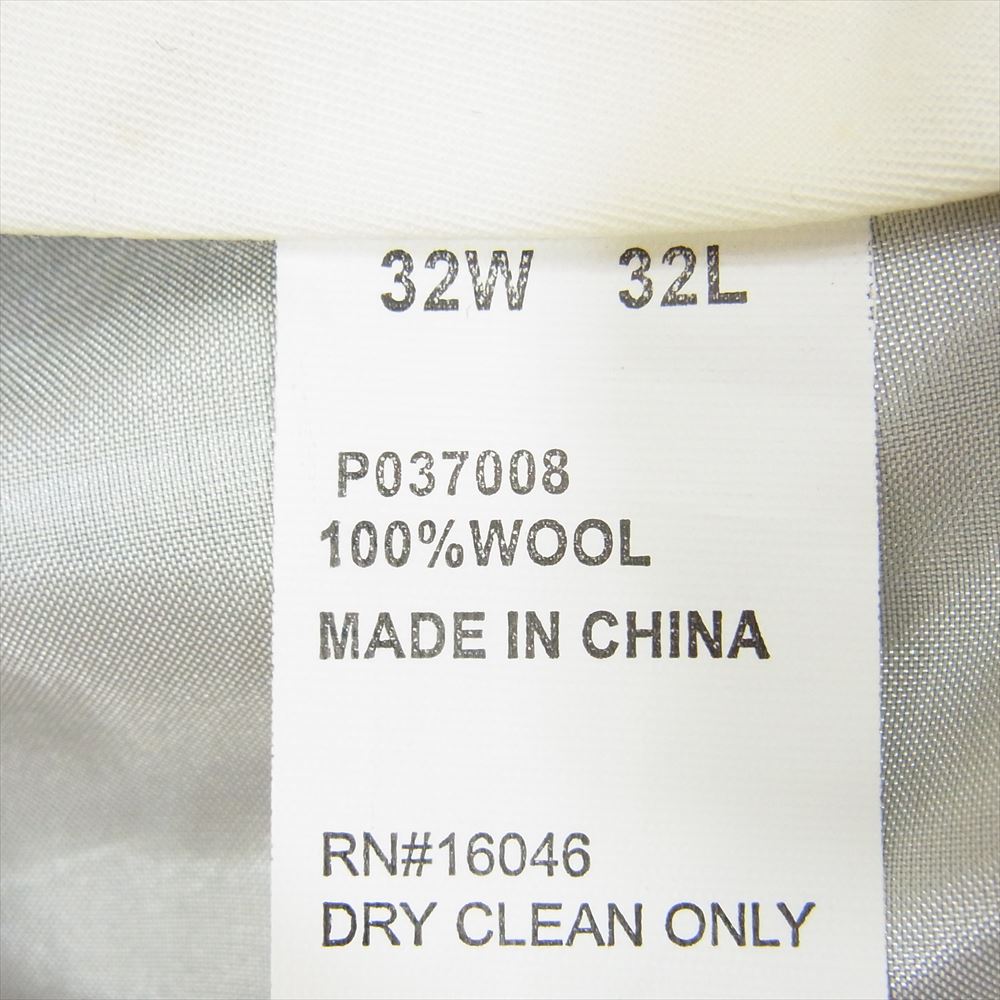 32W 32L
P037008
100%WOOL
MADE IN CHINA
RN#16046
DRY CLEAN ONLY